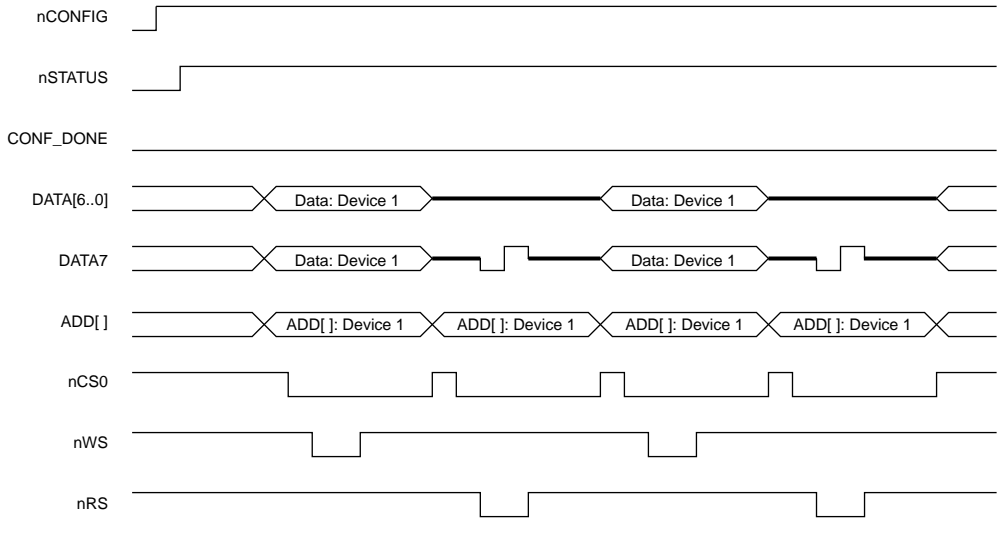 nCONFIG
nSTATUS
CONF_DONE
DATA[6..0] Data: Device 1 Data: Device 1
DATA7 Data: Device 1 Data: Device 1
ADD[ ] ADD[ ]: Device 1 ADD[ ]: Device 1 ADD[ ]: Device 1 ADD[ ]: Device 1
nCS0
nWS
nRS